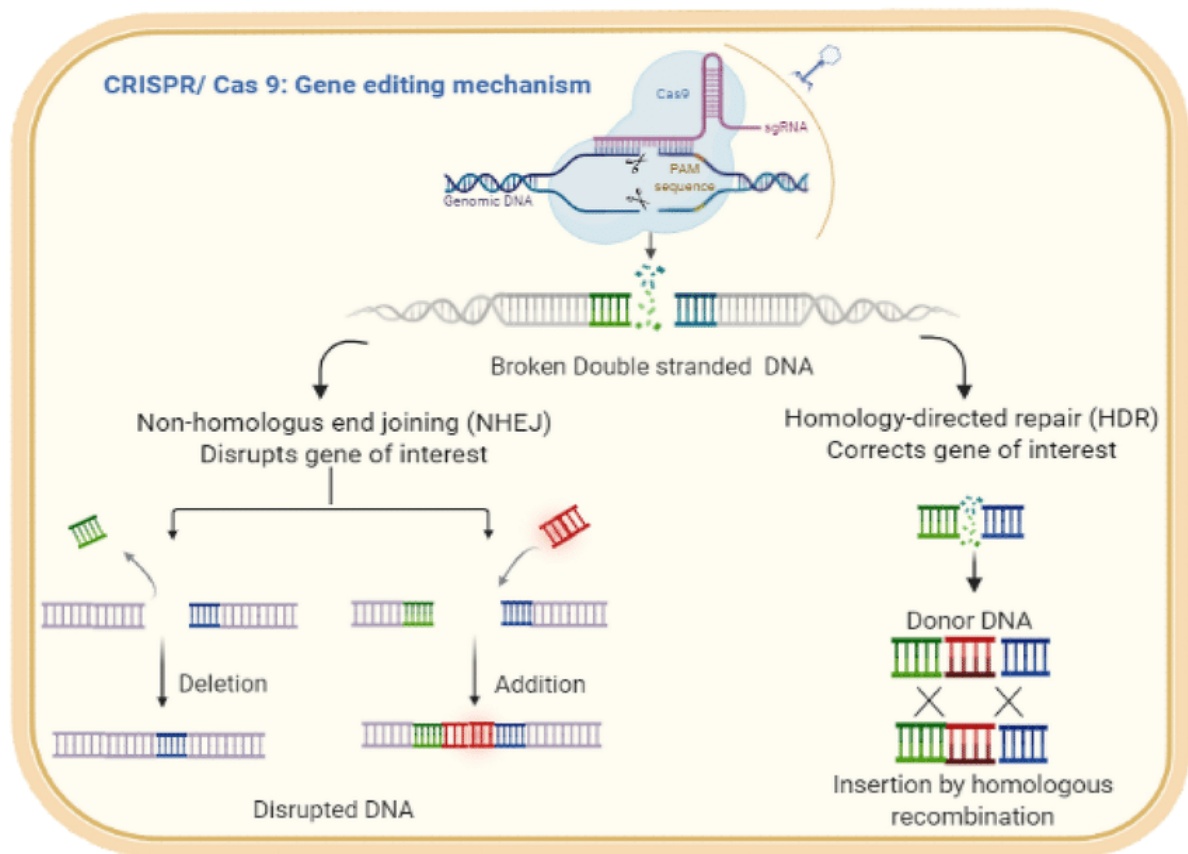 CRISPR/ Cas 9: Gene editing mechanism
Cas9
sgRNA
PAM
sequence
Genomic DNA
Broken Double stranded DNA
Non-homologus end joining (NHEJ)
Disrupts gene of interest
Homology-directed repair (HDR)
Corrects gene of interest
Deletion
Addition
Disrupted DNA
Donor DNA
Insertion by homologous
recombination